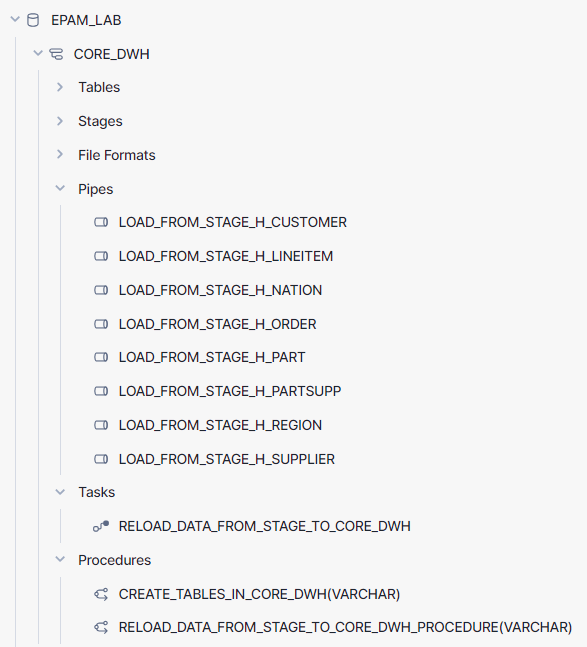 EPAM_LAB
CORE_DWH
Tables
Stages
File Formats
Pipes
LOAD_FROM_STAGE_H_CUSTOMER
LOAD_FROM_STAGE_H_LINEITEM
LOAD_FROM_STAGE_H_NATION
LOAD_FROM_STAGE_H_ORDER
LOAD_FROM_STAGE_H_PART
LOAD_FROM_STAGE_H_PARTSUPP
LOAD_FROM_STAGE_H_REGION
LOAD_FROM_STAGE_H_SUPPLIER
Tasks
RELOAD_DATA_FROM_STAGE_TO_CORE_DWH
Procedures
CREATE_TABLES_IN_CORE_DWH(VARCHAR)
RELOAD_DATA_FROM_STAGE_TO_CORE_DWH_PROCEDURE(VARCHAR)